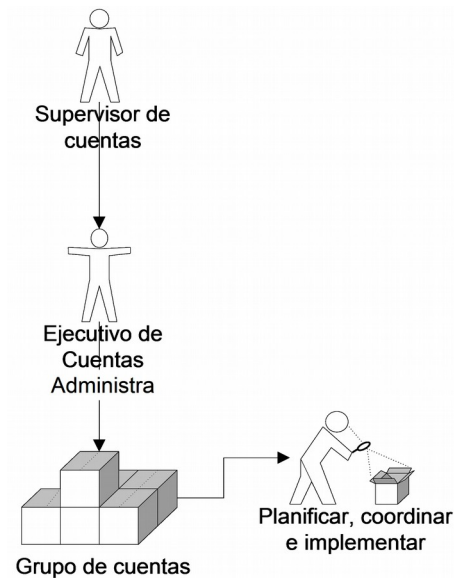 Supervisor de
cuentas
Ejecutivo de
Cuentas
Administra
Planificar, coordinar
e implementar
Grupo de cuentas